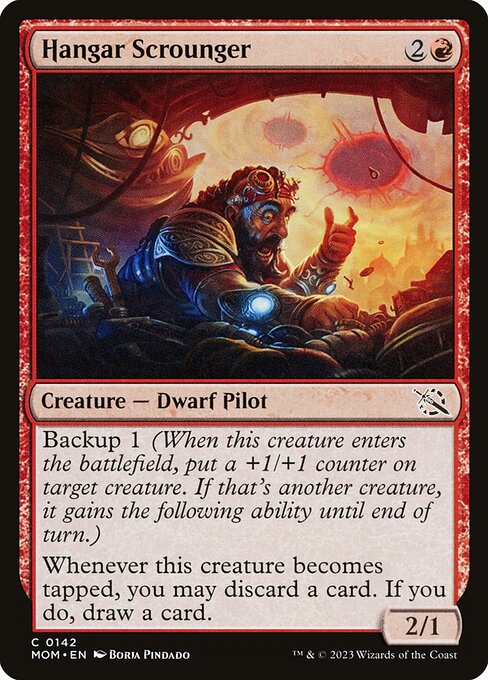 Hangar Scrounger 2
Creature — Dwarf Pilot
Backup 1 (When this creature enters
the battlefield, put a +1/+1 counter on
target creature. If that's another creature,
it gains the following ability until end of
turn.)
Whenever this creature becomes
tapped, you may discard a card. If you
do, draw a card.
2/1
C 0142
MOM • EN Borja Pindado ™ & © 2023 Wizards of the Coast